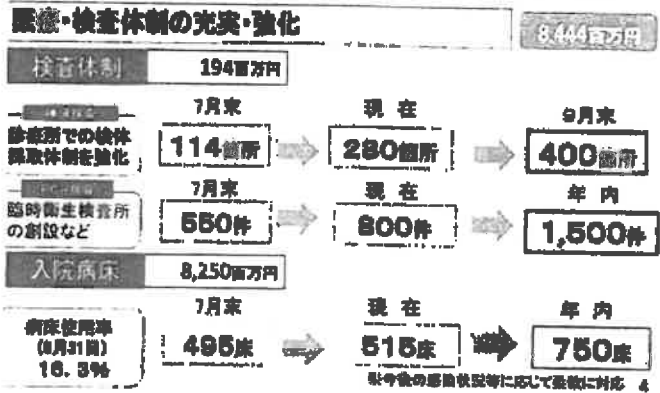 医療・検査体制の充実・強化
8,444百万円
検査体制 194百万円
診療所での検体
採取体制を強化
7月末 現在 9月末
114箇所 280箇所 400箇所
臨時衛生検査所
の創設など
7月末 現在 年内
550件 800件 1,500件
入院病床 8,250百万円
病床使用率
(8月31日)
16.3%
7月末 現在 年内
495床 515床 750床
※今後の感染状況等に応じて柔軟に対応 4